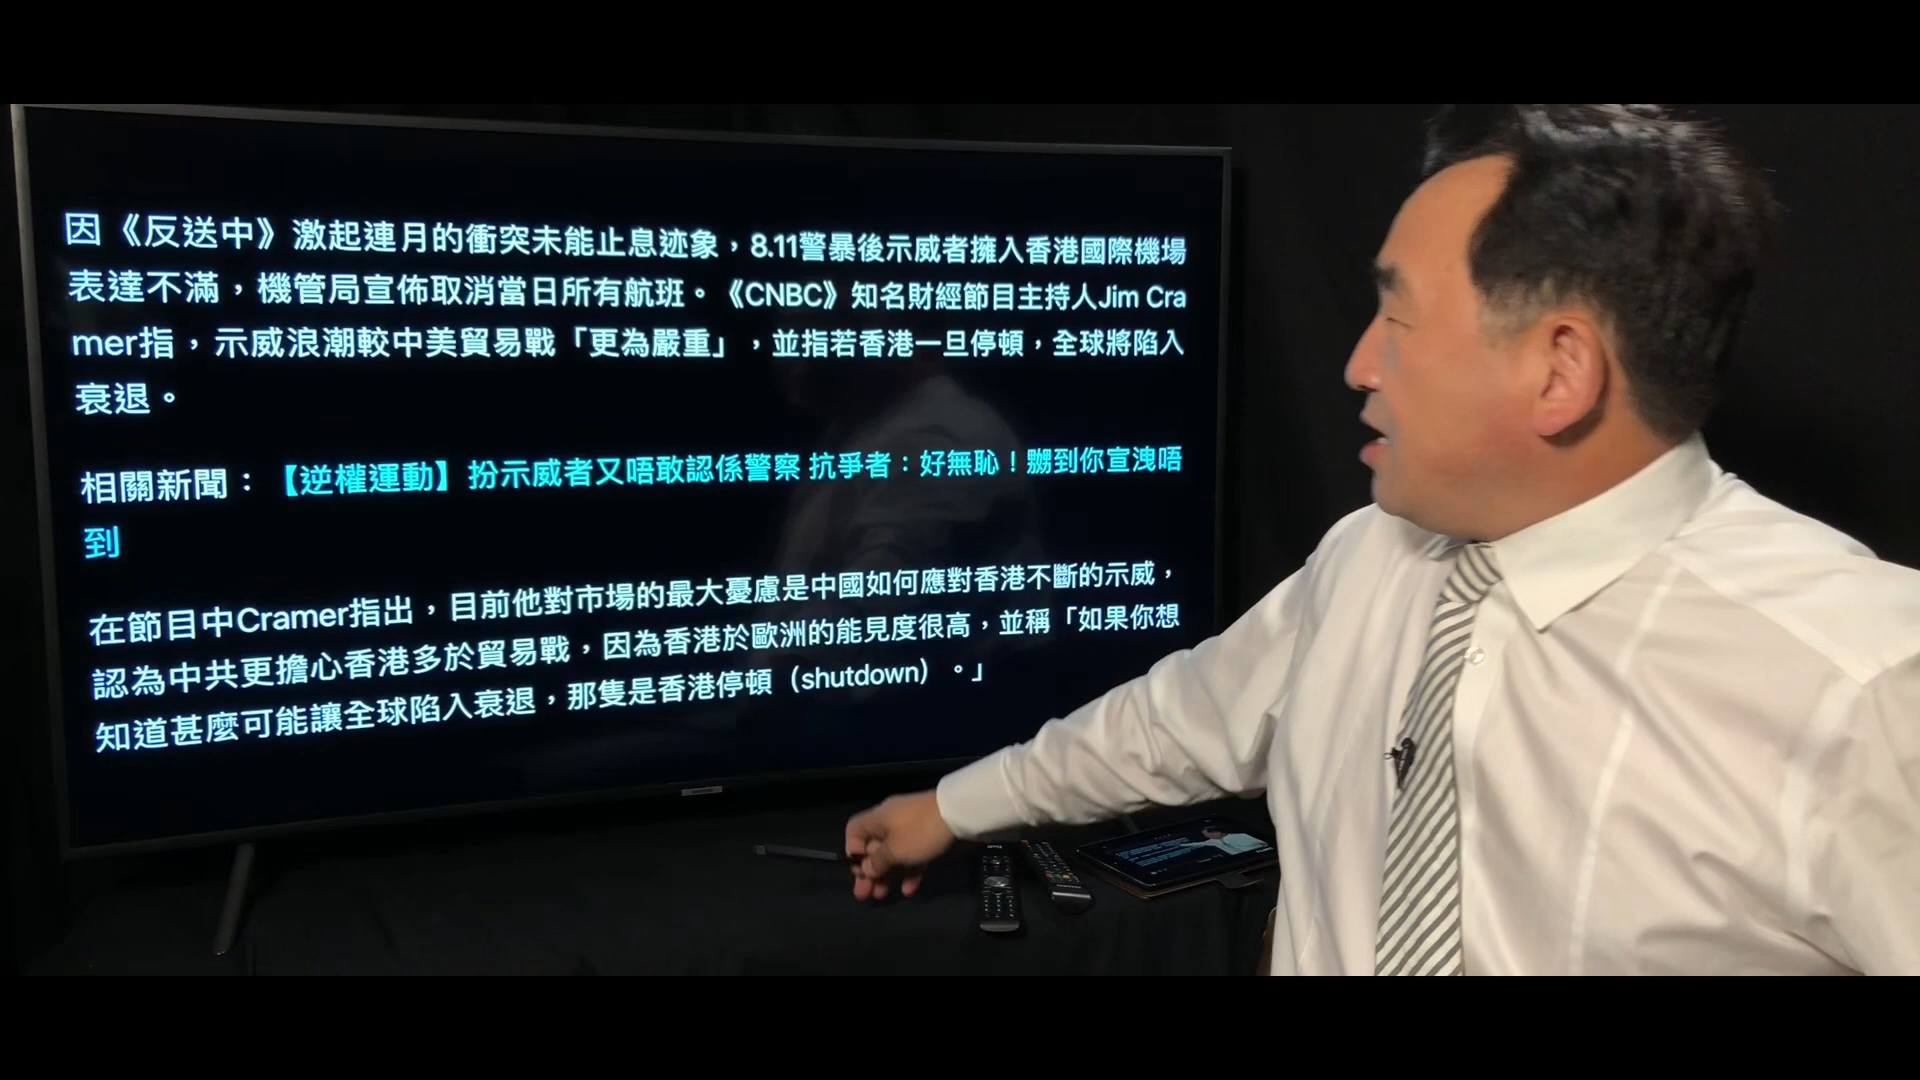 因《反送中》激起連月的衝突未能止息迹象，8.11警暴後示威者擁入香港國際機場
表達不滿，機管局宣佈取消當日所有航班。《CNBC》知名財經節目主持人Jim Cra
mer指，示威浪潮較中美貿易戰「更為嚴重」，並指若香港一旦停頓，全球將陷入
衰退。
相關新聞：【逆權運動】扮示威者又唔敢認係警察 抗爭者：好無恥！嬲到你宣洩唔
到
在節目中Cramer指出，目前他對市場的最大憂慮是中國如何應對香港不斷的示威，
認為中共更擔心香港多於貿易戰，因為香港於歐洲的能見度很高，並稱「如果你想
知道甚麼可能讓全球陷入衰退，那隻是香港停頓（shutdown）。」